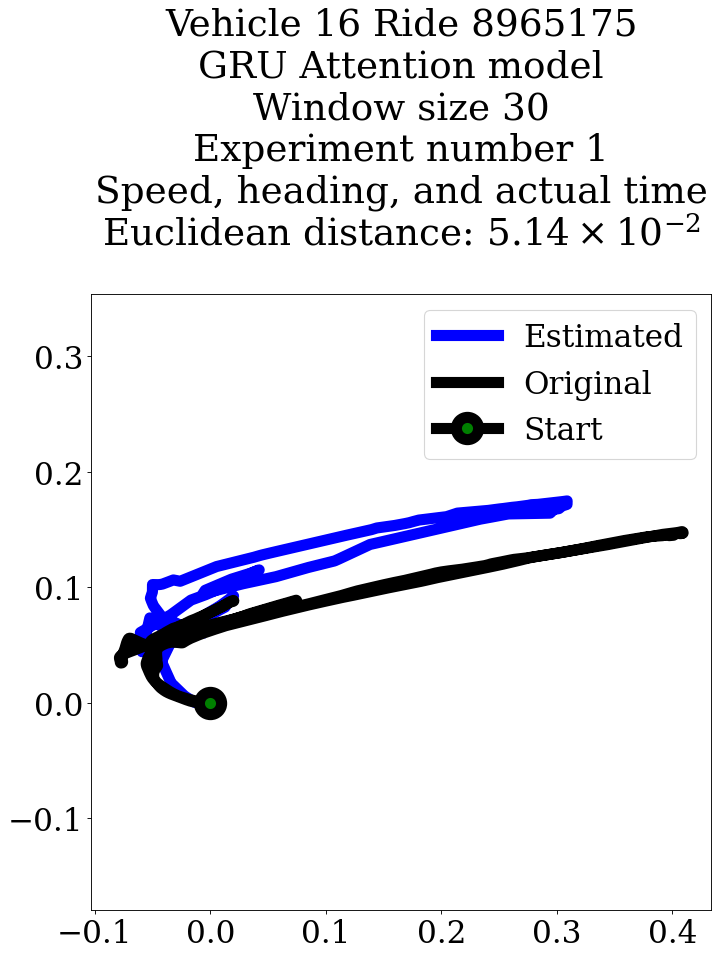 Vehicle 16 Ride 8965175
GRU Attention model
Window size 30
Experiment number 1
Speed, heading, and actual time
Euclidean distance: 5.14 × 10⁻²
Estimated
Original
Start
0.3
0.2
0.1
0.0
−0.1
−0.1 0.0 0.1 0.2 0.3 0.4